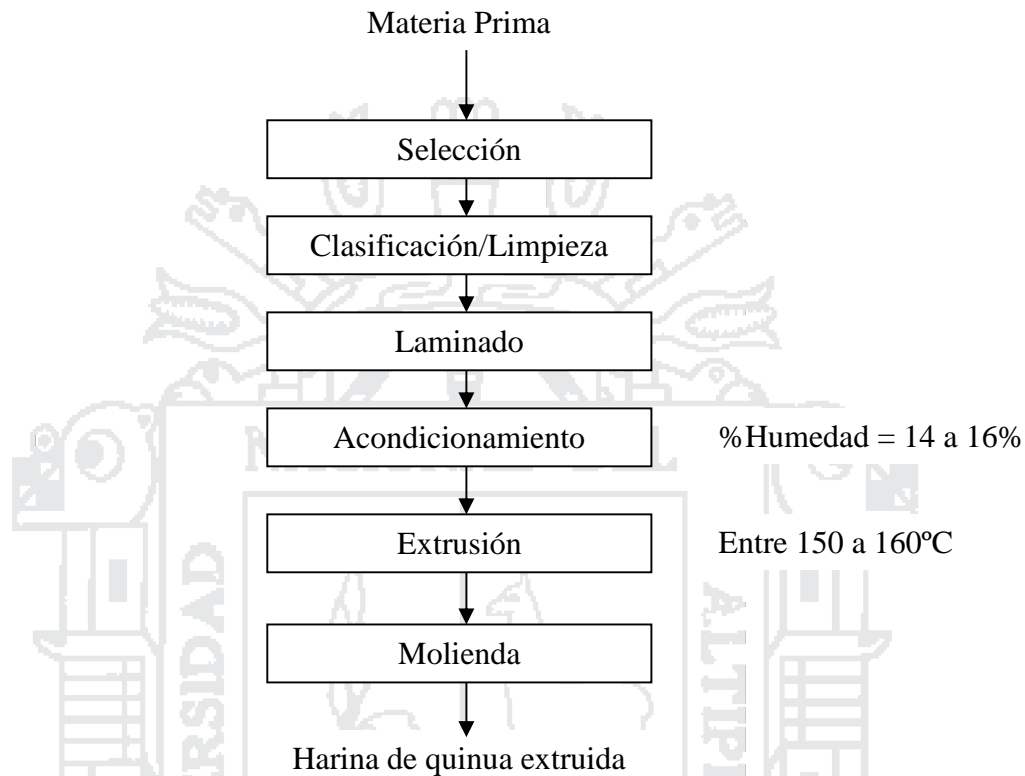 Materia Prima
Selección
Clasificación/Limpieza
Laminado
Acondicionamiento
%Humedad = 14 a 16%
Extrusión
Entre 150 a 160ºC
Molienda
Harina de quinua extruida